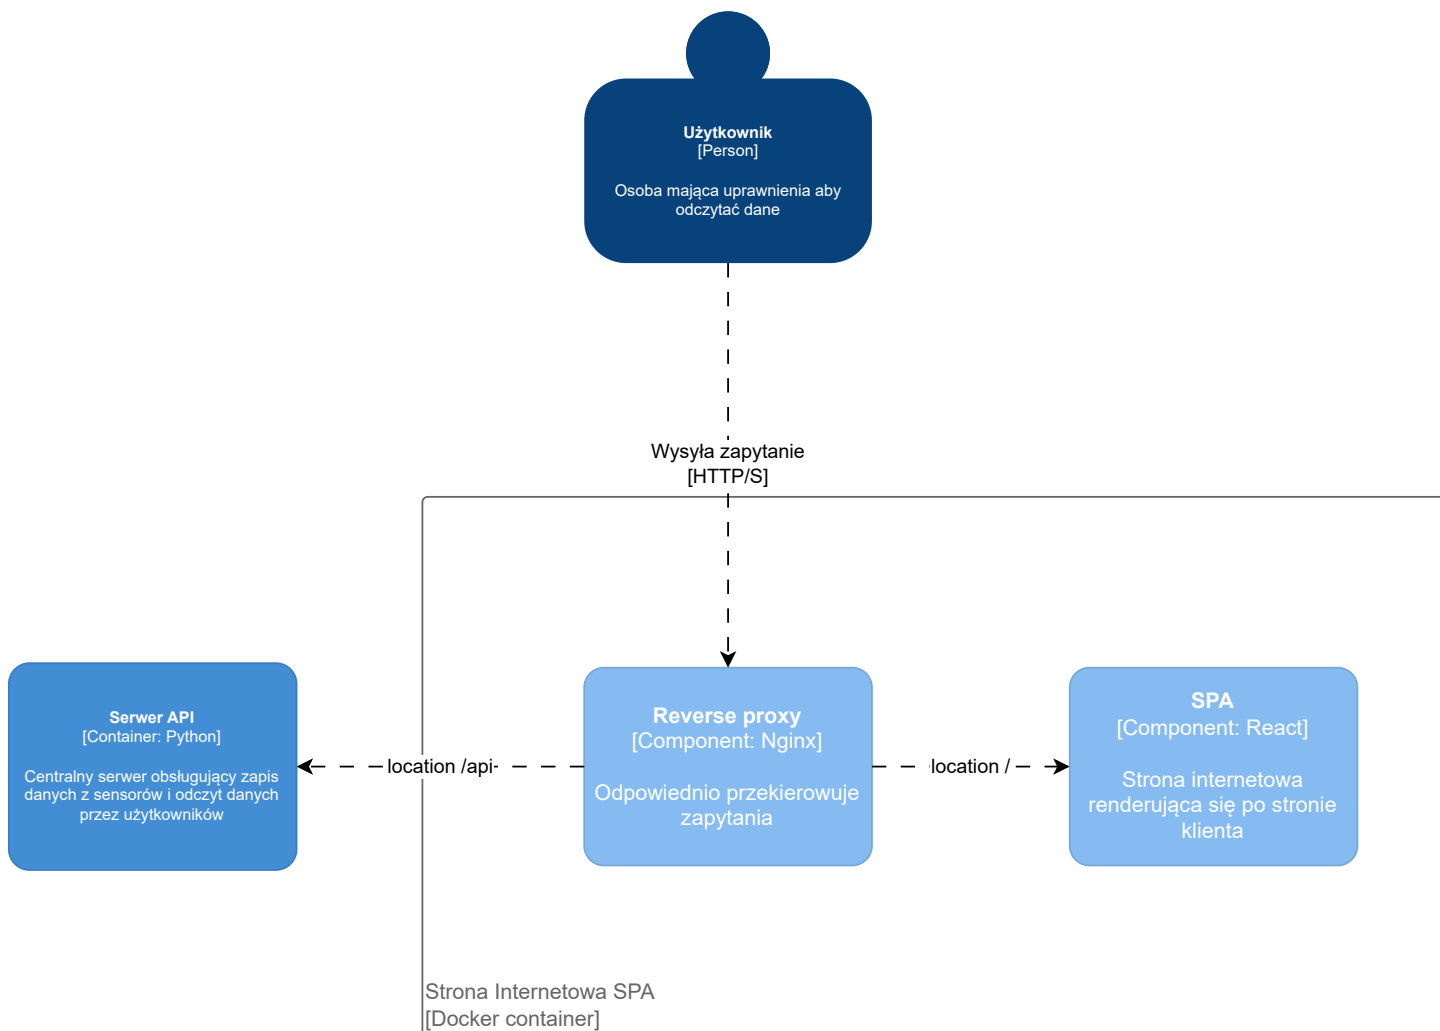 Użytkownik
[Person]
Osoba mająca uprawnienia aby
odczytać dane
Wysyła zapytanie
[HTTP/S]
Serwer API
[Container: Python]
Centralny serwer obsługujący zapis
danych z sensorów i odczyt danych
przez użytkowników
location /api
Reverse proxy
[Component: Nginx]
Odpowiednio przekierowuje
zapytania
location /
SPA
[Component: React]
Strona internetowa
renderująca się po stronie
klienta
Strona Internetowa SPA
[Docker container]